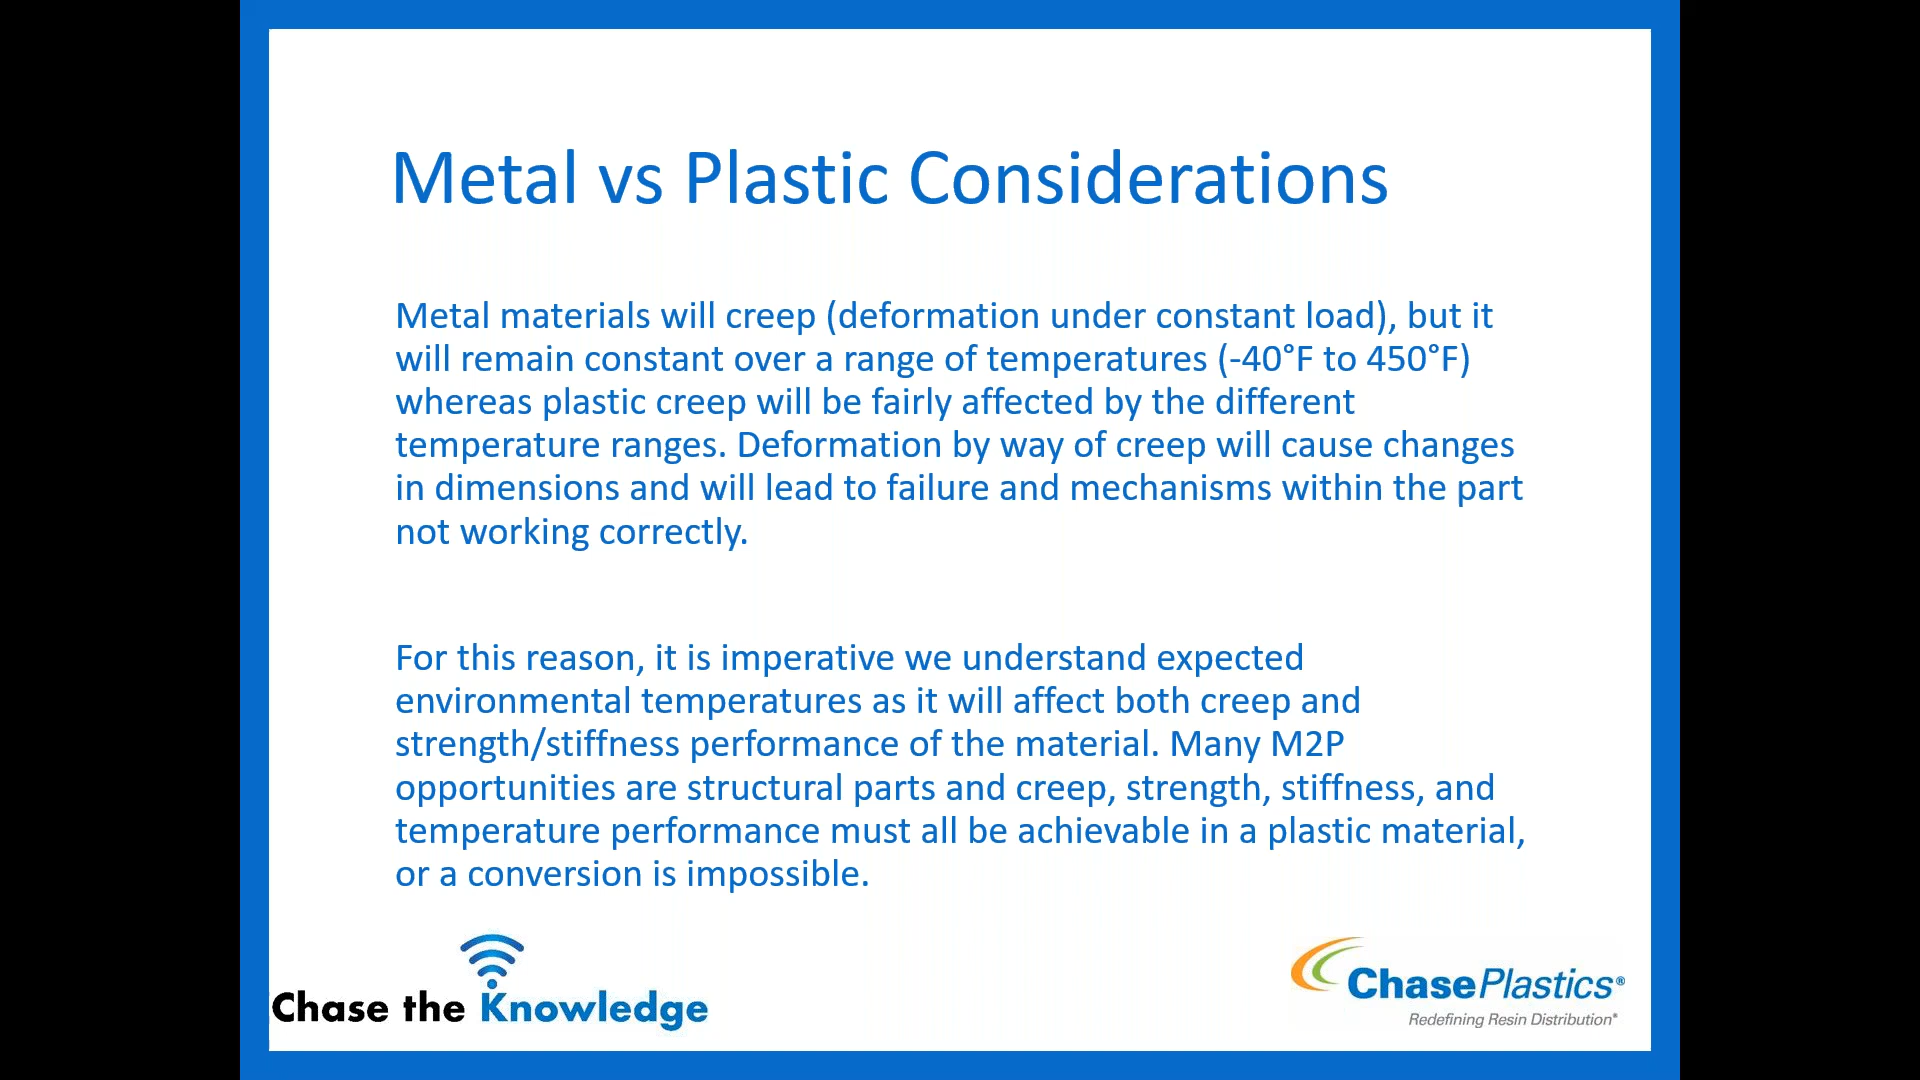 Metal vs Plastic Considerations
Metal materials will creep (deformation under constant load), but it
will remain constant over a range of temperatures (-40°F to 450°F)
whereas plastic creep will be fairly affected by the different
temperature ranges. Deformation by way of creep will cause changes
in dimensions and will lead to failure and mechanisms within the part
not working correctly.
For this reason, it is imperative we understand expected
environmental temperatures as it will affect both creep and
strength/stiffness performance of the material. Many M2P
opportunities are structural parts and creep, strength, stiffness, and
temperature performance must all be achievable in a plastic material,
or a conversion is impossible.
Chase the Knowledge
ChasePlastics®
Redefining Resin Distribution®